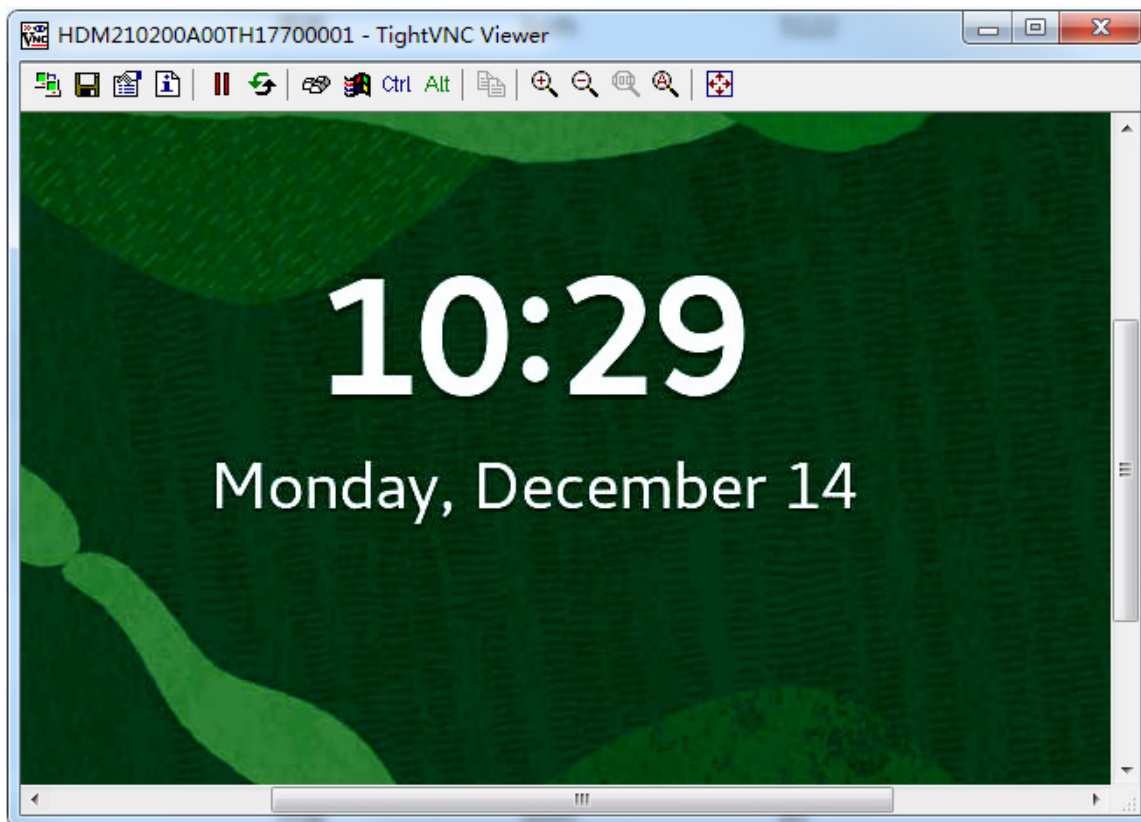 HDM210200A00TH17700001 - TightVNC Viewer
Ctrl Alt
10:29
Monday, December 14